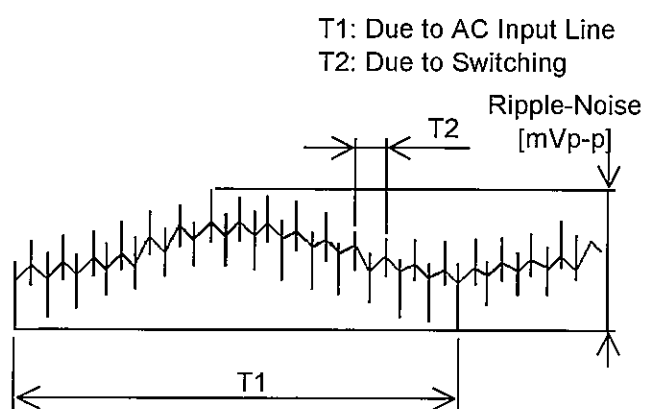 T1: Due to AC Input Line
T2: Due to Switching
Ripple-Noise
[mVp-p]
T2
T1